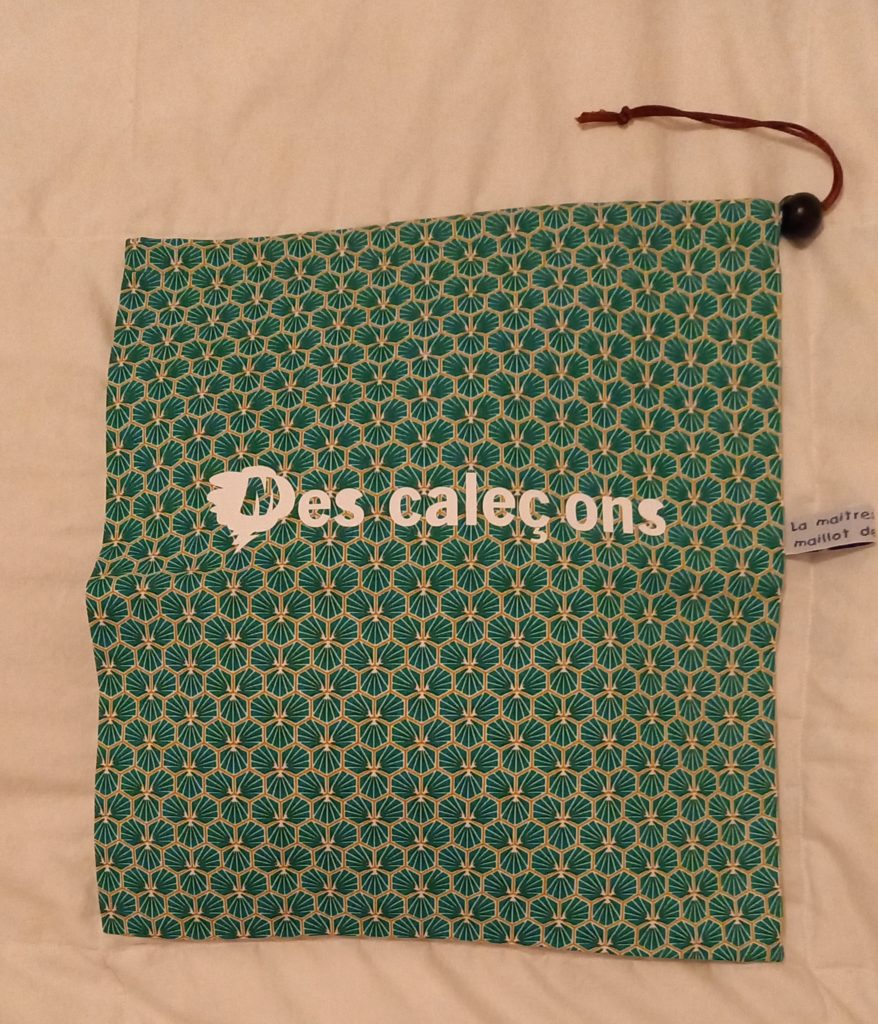 Des caleçons
La maitres
maillot de